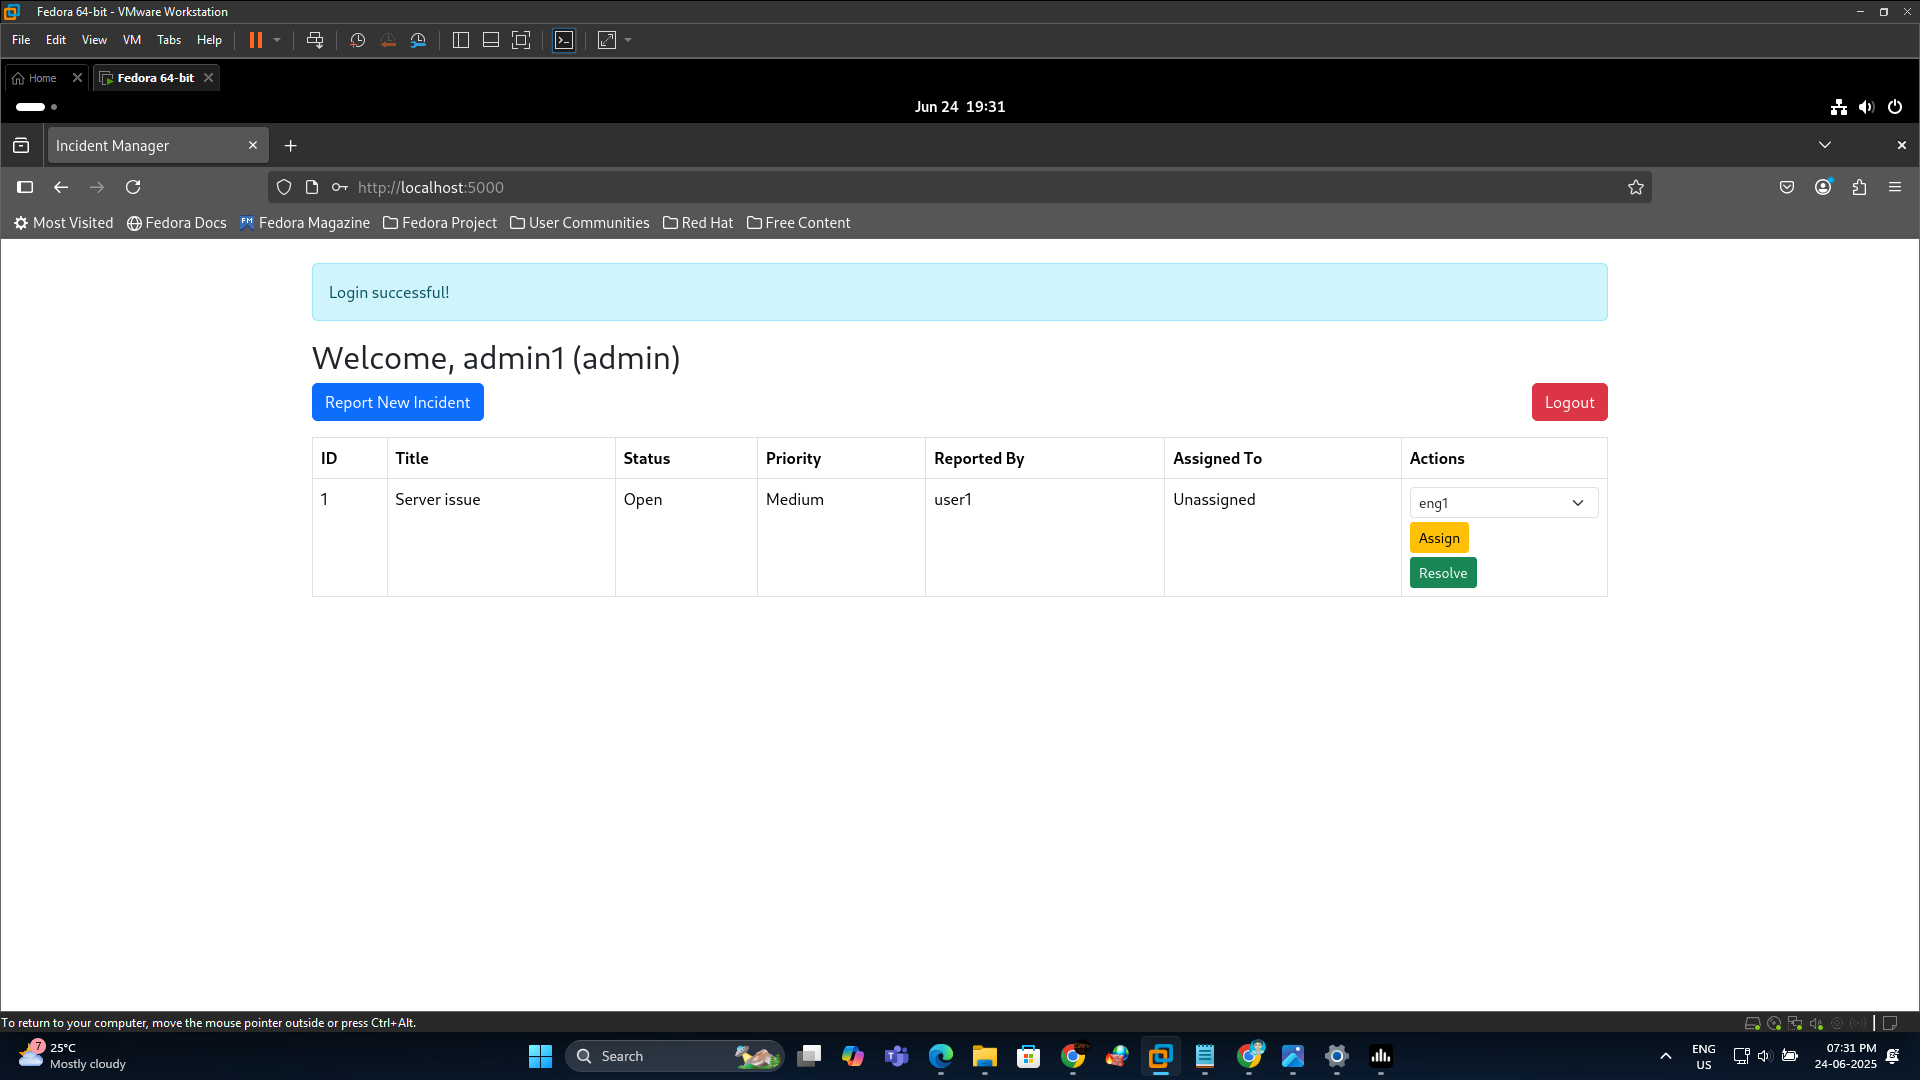 Fedora 64-bit - VMware Workstation
File Edit View VM Tabs Help
Home Fedora 64-bit
Jun 24 19:31
Incident Manager
http://localhost:5000
Most Visited Fedora Docs Fedora Magazine Fedora Project User Communities Red Hat Free Content
Login successful!
Welcome, admin1 (admin)
Report New Incident Logout
ID Title Status Priority Reported By Assigned To Actions
1 Server issue Open Medium user1 Unassigned eng1
Assign
Resolve
To return to your computer, move the mouse pointer outside or press Ctrl+Alt.
7
25°C
Mostly cloudy
Search
ENG
US
07:31 PM
24-06-2025